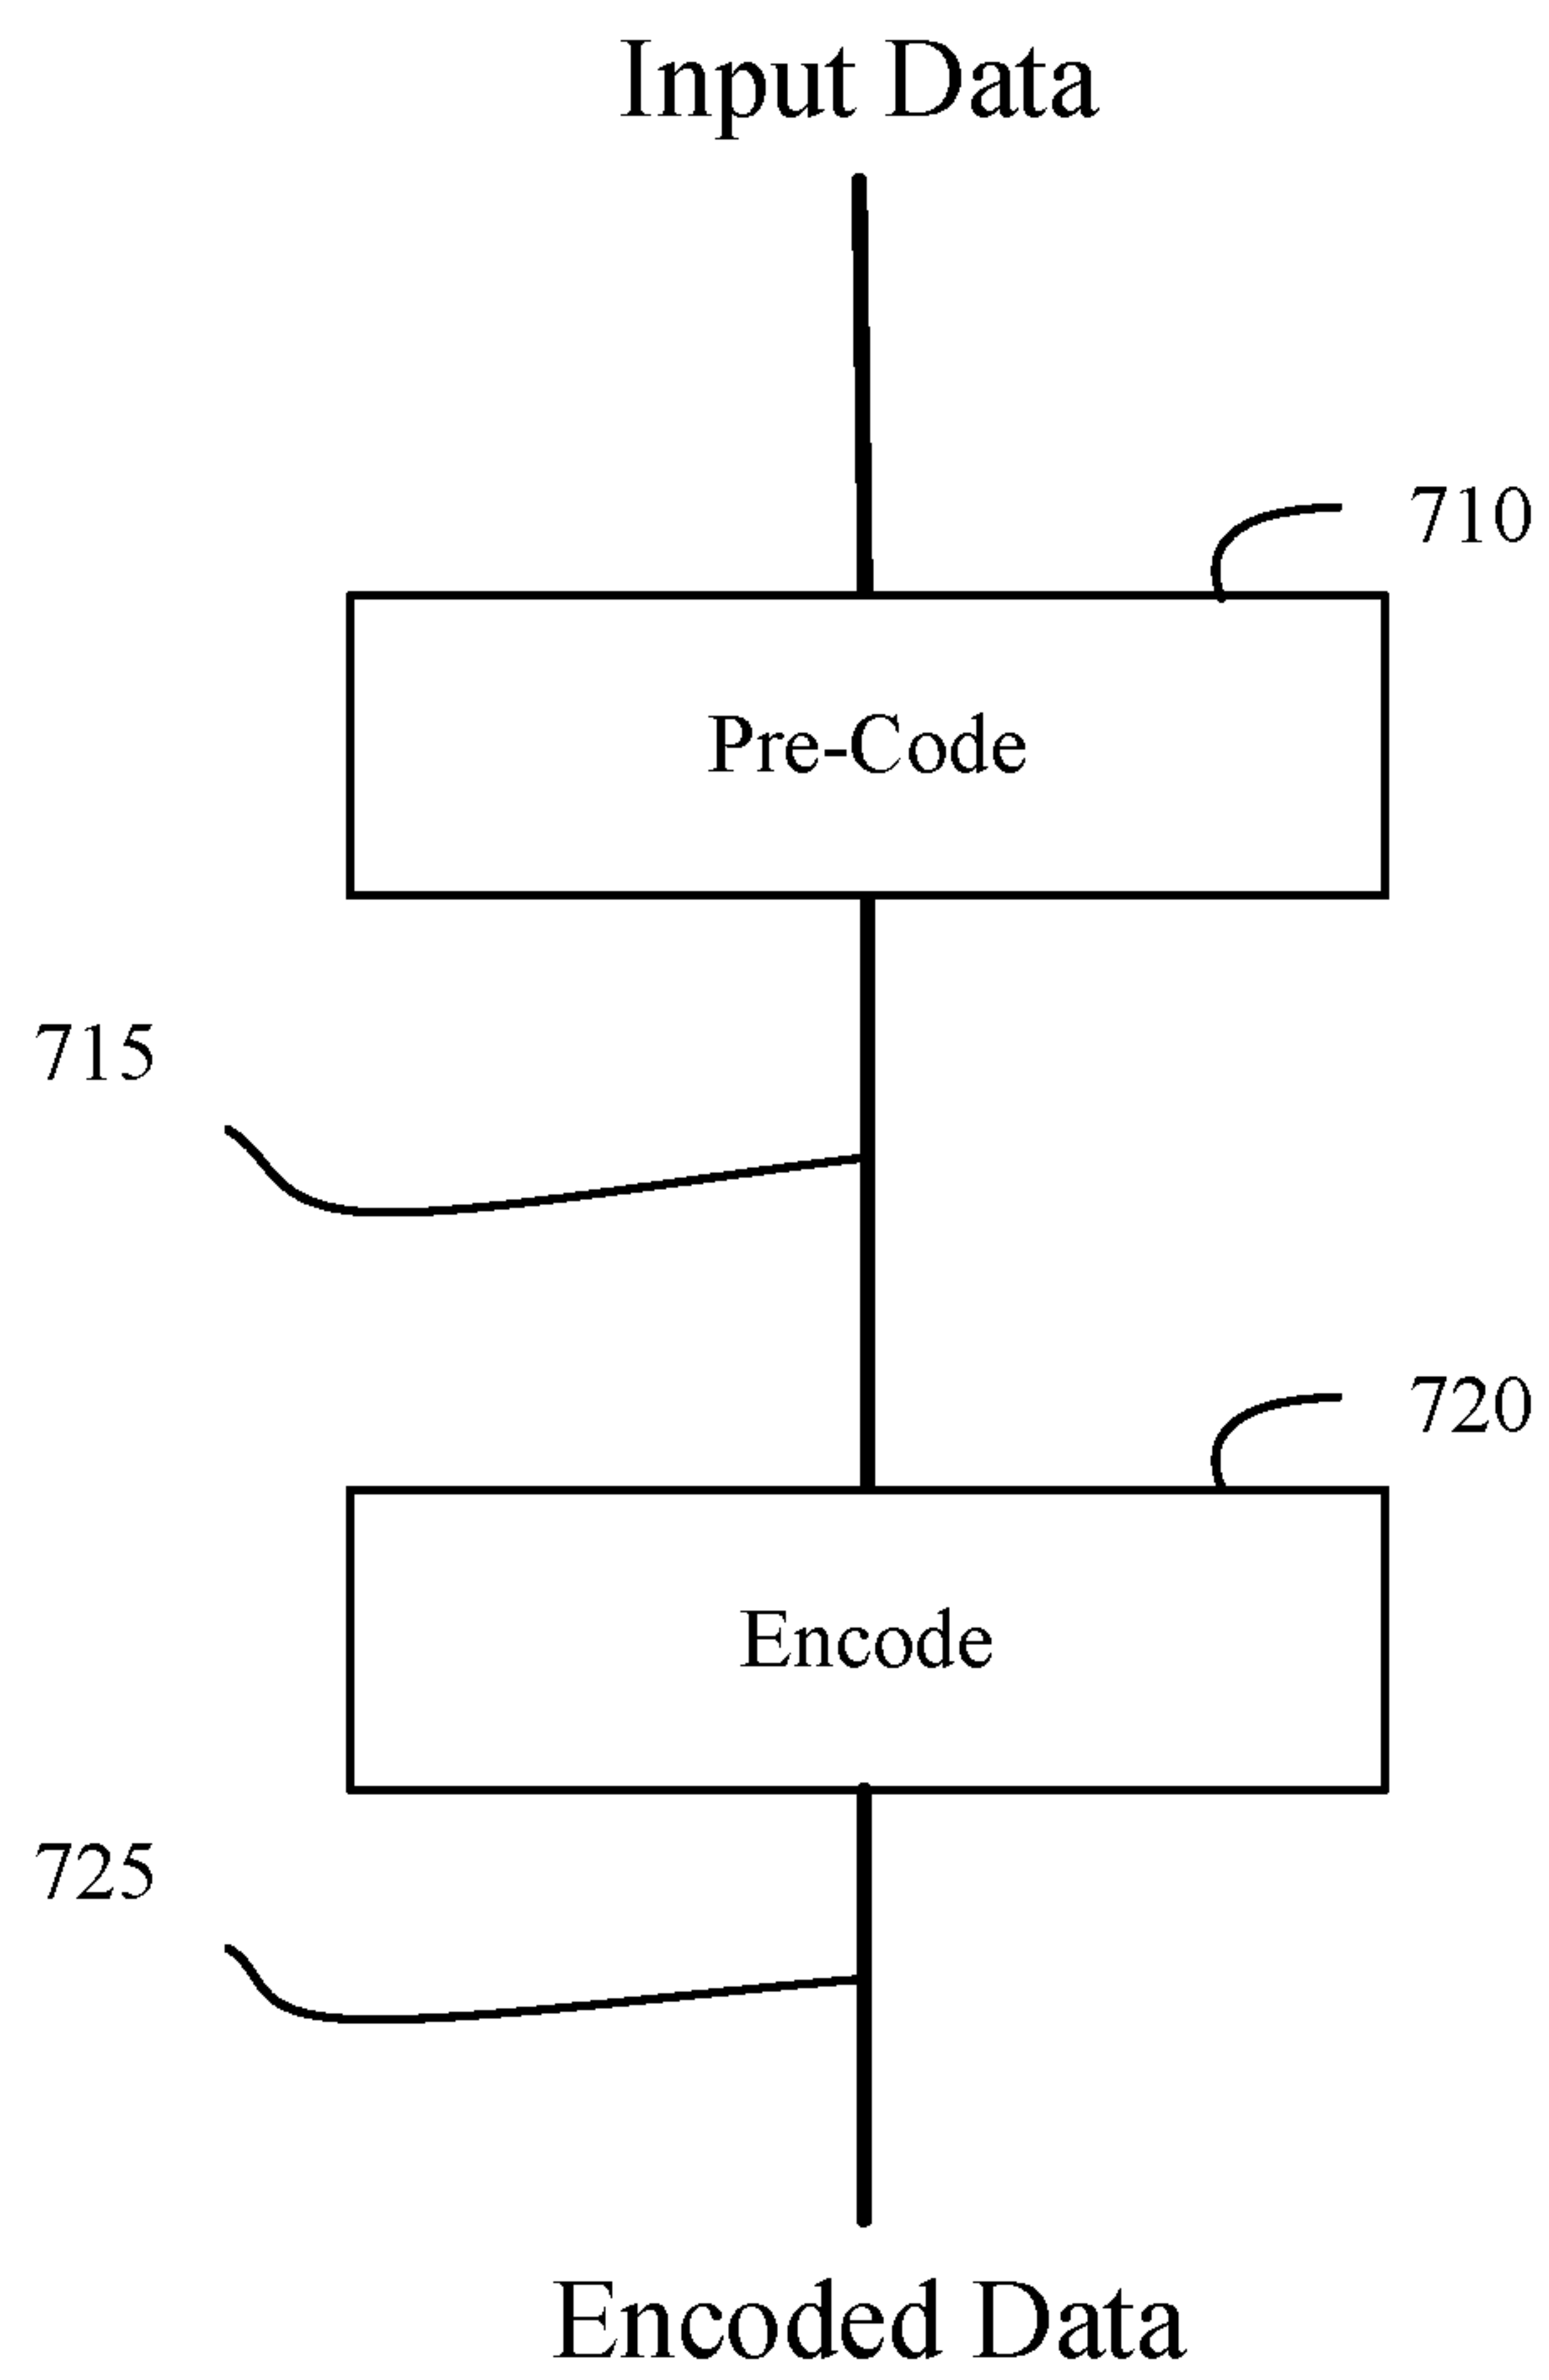 Input Data
710
Pre-Code
715
720
Encode
725
Encoded Data